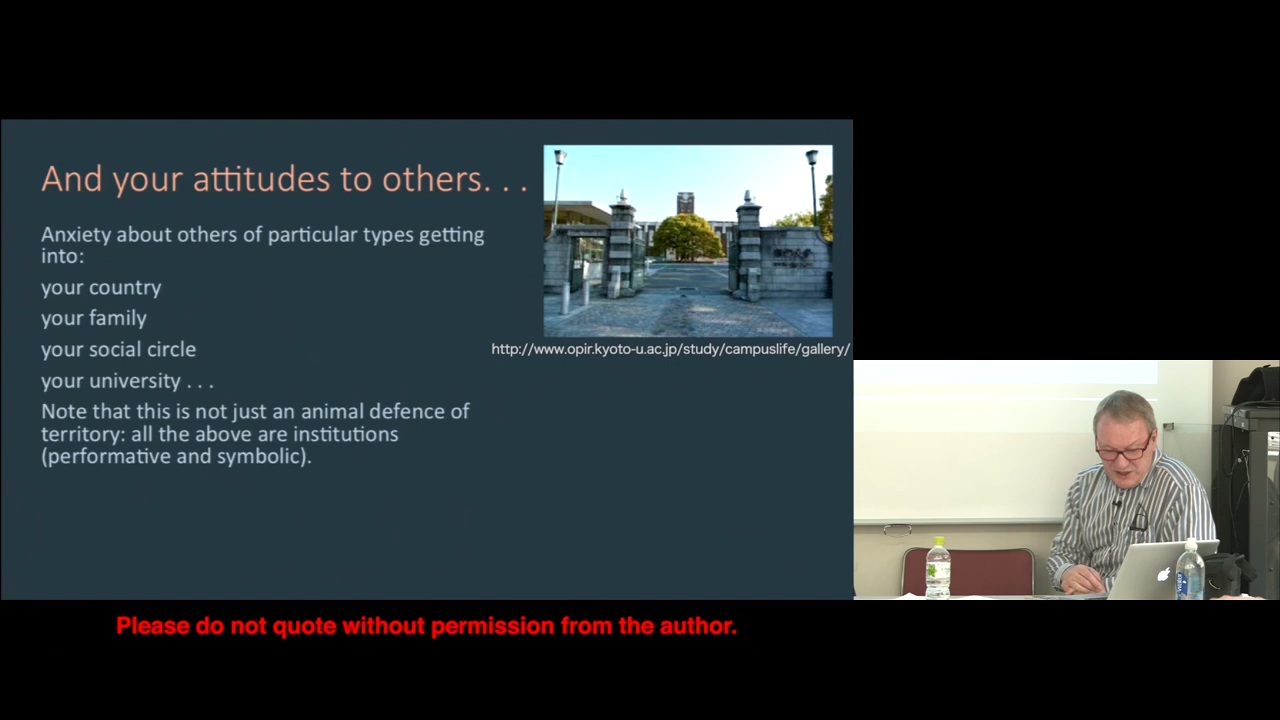 And your attitudes to others. . .
Anxiety about others of particular types getting
into:
your country
your family
your social circle
your university . . .
Note that this is not just an animal defence of
territory: all the above are institutions
(performative and symbolic).
http://www.opir.kyoto-u.ac.jp/study/campuslife/gallery/
Please do not quote without permission from the author.